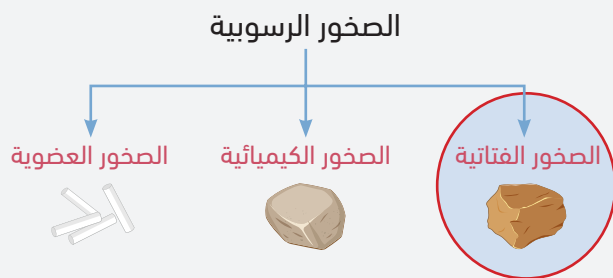 الصخور الرسوبية
الصخور الفتاتية
الصخور الكيميائية
الصخور العضوية